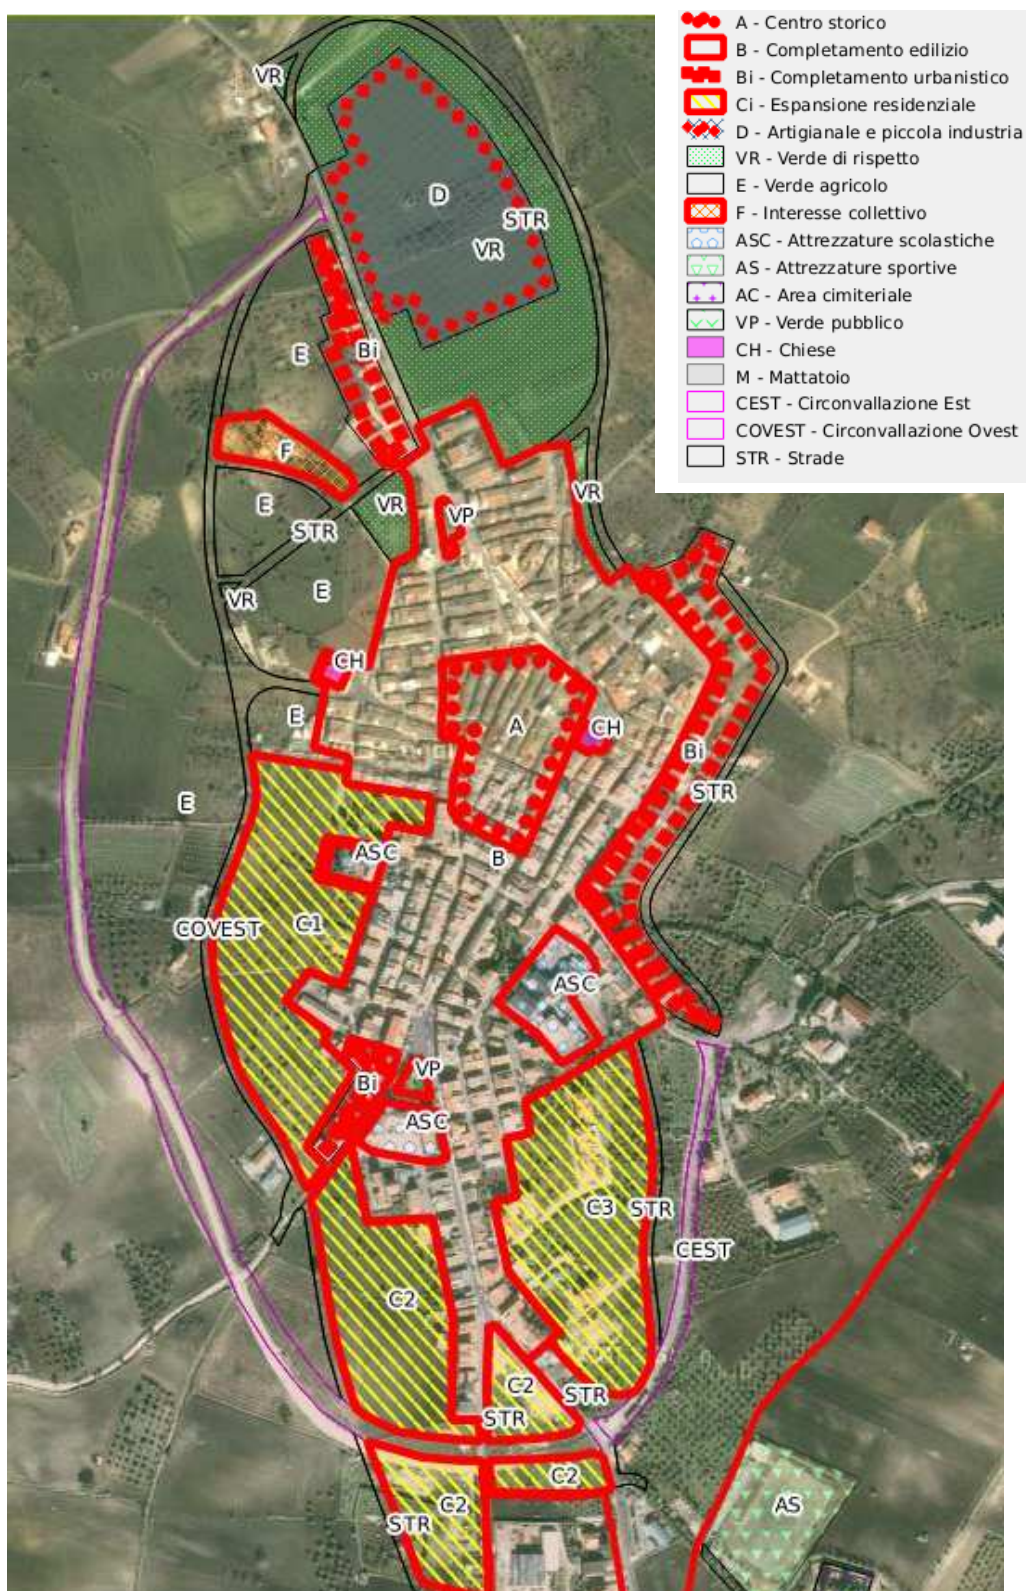 A - Centro storico
B - Completamento edilizio
Bi - Completamento urbanistico
Ci - Espansione residenziale
D - Artigianale e piccola industria
VR - Verde di rispetto
E - Verde agricolo
F - Interesse collettivo
ASC - Attrezzature scolastiche
AS - Attrezzature sportive
AC - Area cimiteriale
VP - Verde pubblico
CH - Chiese
M - Mattatoio
CEST - Circonvallazione Est
COVEST - Circonvallazione Ovest
STR - Strade
VR
D
STR
VR
E
Bi
F
E
VR
VP
VR
STR
E
VR
CH
E
A
CH
Bi
STR
E
ASC
B
C1
COVEST
ASC
VP
Bi
ASC
C3
STR
CEST
C2
C2
STR
STR
C2
C2
STR
AS